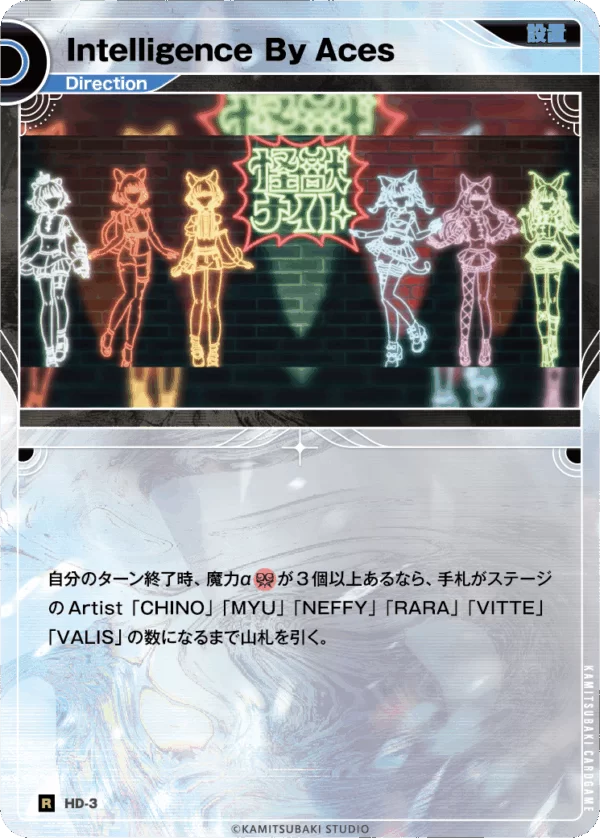 Intelligence By Aces
設置
Direction
怪獣
ナイト
自分のターン終了時、魔力αが３個以上あるなら、手札がステージ
のArtist「CHINO」「MYU」「NEFFY」「RARA」「VITTE」
「VALIS」の数になるまで山札を引く。
KAMITSUBAKI CARDGAME
R HD-3
©KAMITSUBAKI STUDIO